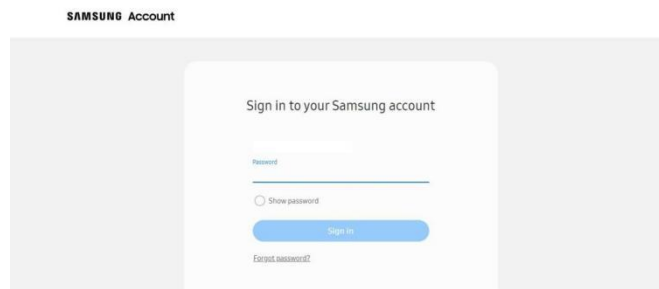 SAMSUNG Account
Sign in to your Samsung account
Password
Show password
Sign in
Forgot password?